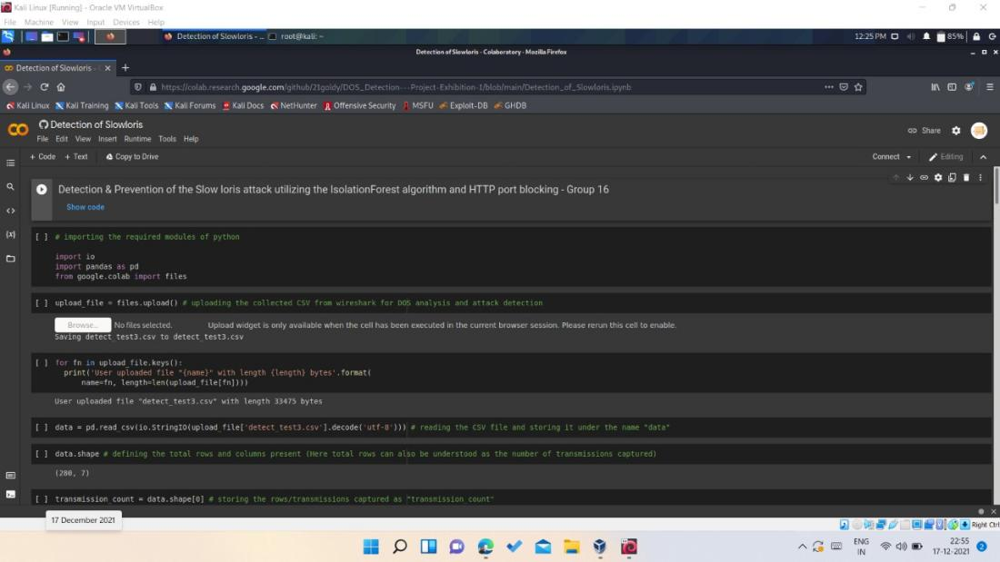 Kali Linux [Running] - Oracle VM VirtualBox
File Machine View Input Devices Help
Detection of Slowloris - ... root@kali: ~ 12:25 PM 85%
Detection of Slowloris - Colaboratory - Mozilla Firefox
Detection of Slowloris - C
https://colab.research.google.com/github/21goldy/DOS_Detection---Project-Exhibition-I/blob/main/Detection_of_Slowloris.ipynb
Kali Linux Kali Training Kali Tools Kali Forums Kali Docs NetHunter Offensive Security MSFU Exploit-DB GHDB
Detection of Slowloris
Share
File Edit View Insert Runtime Tools Help
+ Code + Text Copy to Drive Connect Editing
Detection & Prevention of the Slow loris attack utilizing the IsolationForest algorithm and HTTP port blocking - Group 16
Show code
[ ] # importing the required modules of python
import io
import pandas as pd
from google.colab import files
[ ] upload_file = files.upload() # uploading the collected CSV from wireshark for DOS analysis and attack detection
Browse... No files selected. Upload widget is only available when the cell has been executed in the current browser session. Please rerun this cell to enable.
Saving detect_test3.csv to detect_test3.csv
[ ] for fn in upload_file.keys():
print('User uploaded file "{name}" with length {length} bytes'.format(
name=fn, length=len(upload_file[fn])))
User uploaded file "detect_test3.csv" with length 33475 bytes
[ ] data = pd.read_csv(io.StringIO(upload_file['detect_test3.csv'].decode('utf-8'))) # reading the CSV file and storing it under the name "data"
[ ] data.shape # defining the total rows and columns present (Here total rows can also be understood as the number of transmissions captured)
(280, 7)
[ ] transmission_count = data.shape[0] # storing the rows/transmissions captured as "transmission_count"
17 December 2021
Right Ctrl
ENG
IN
22:55
17-12-2021
2